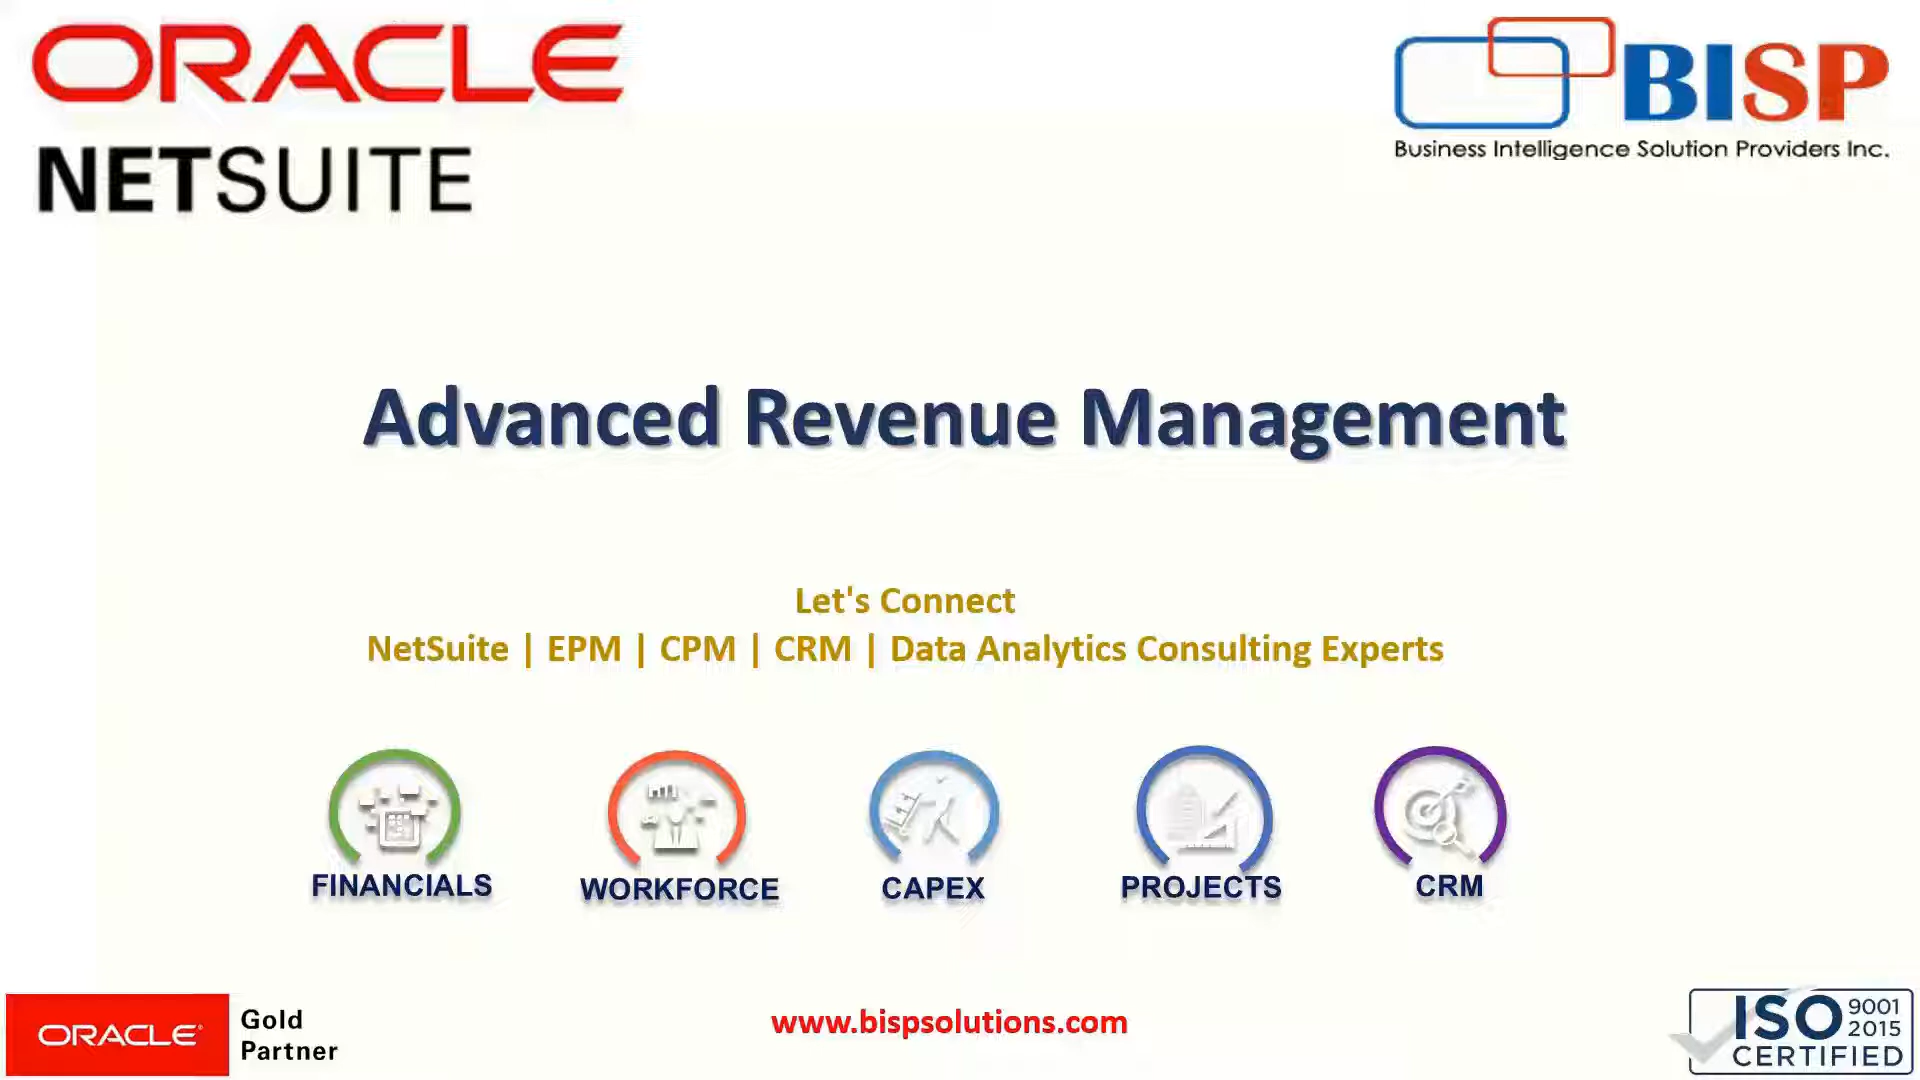 ORACLE
NETSUITE
BISP
Business Intelligence Solution Providers Inc.
Advanced Revenue Management
Let's Connect
NetSuite | EPM | CPM | CRM | Data Analytics Consulting Experts
FINANCIALS
WORKFORCE
CAPEX
PROJECTS
CRM
ORACLE®
Gold
Partner
www.bispsolutions.com
ISO 9001
2015
CERTIFIED